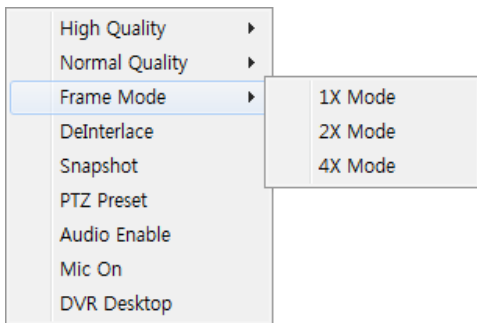 High Quality
Normal Quality
Frame Mode
1X Mode
2X Mode
4X Mode
DeInterlace
Snapshot
PTZ Preset
Audio Enable
Mic On
DVR Desktop